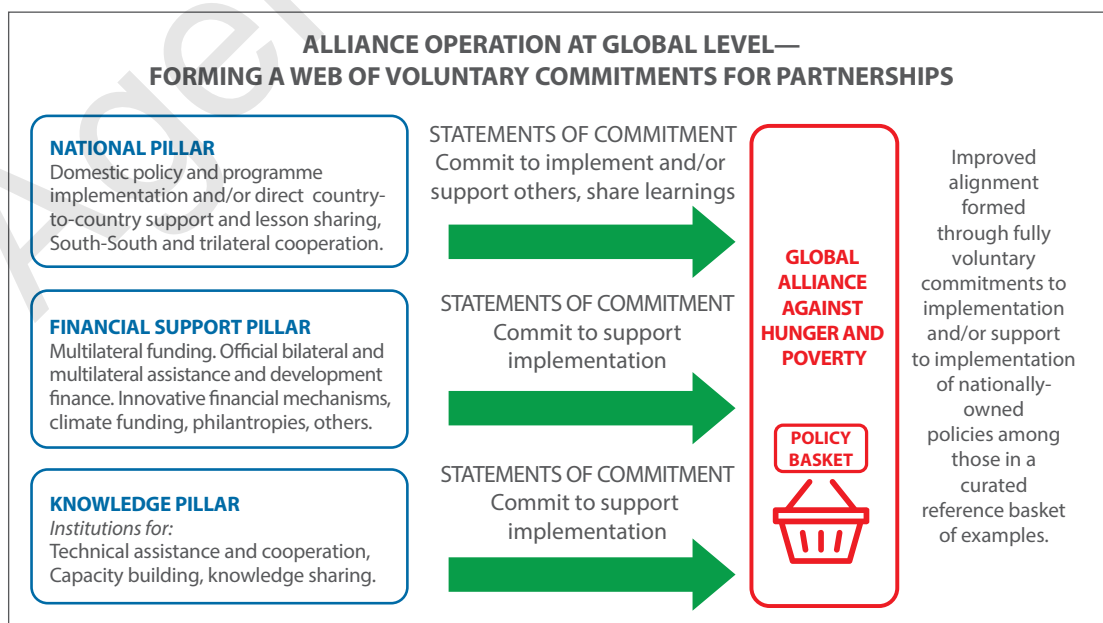 ALLIANCE OPERATION AT GLOBAL LEVEL—
FORMING A WEB OF VOLUNTARY COMMITMENTS FOR PARTNERSHIPS
NATIONAL PILLAR
Domestic policy and programme
implementation and/or direct country-
to-country support and lesson sharing,
South-South and trilateral cooperation.
STATEMENTS OF COMMITMENT
Commit to implement and/or
support others, share learnings
FINANCIAL SUPPORT PILLAR
Multilateral funding. Official bilateral and
multilateral assistance and development
finance. Innovative financial mechanisms,
climate funding, philantropies, others.
STATEMENTS OF COMMITMENT
Commit to support
implementation
KNOWLEDGE PILLAR
Institutions for:
Technical assistance and cooperation,
Capacity building, knowledge sharing.
STATEMENTS OF COMMITMENT
Commit to support
implementation
GLOBAL
ALLIANCE
AGAINST
HUNGER AND
POVERTY
POLICY
BASKET
Improved
alignment
formed
through fully
voluntary
commitments to
implementation
and/or support
to implementation
of nationally-
owned
policies among
those in a
curated
reference basket
of examples.